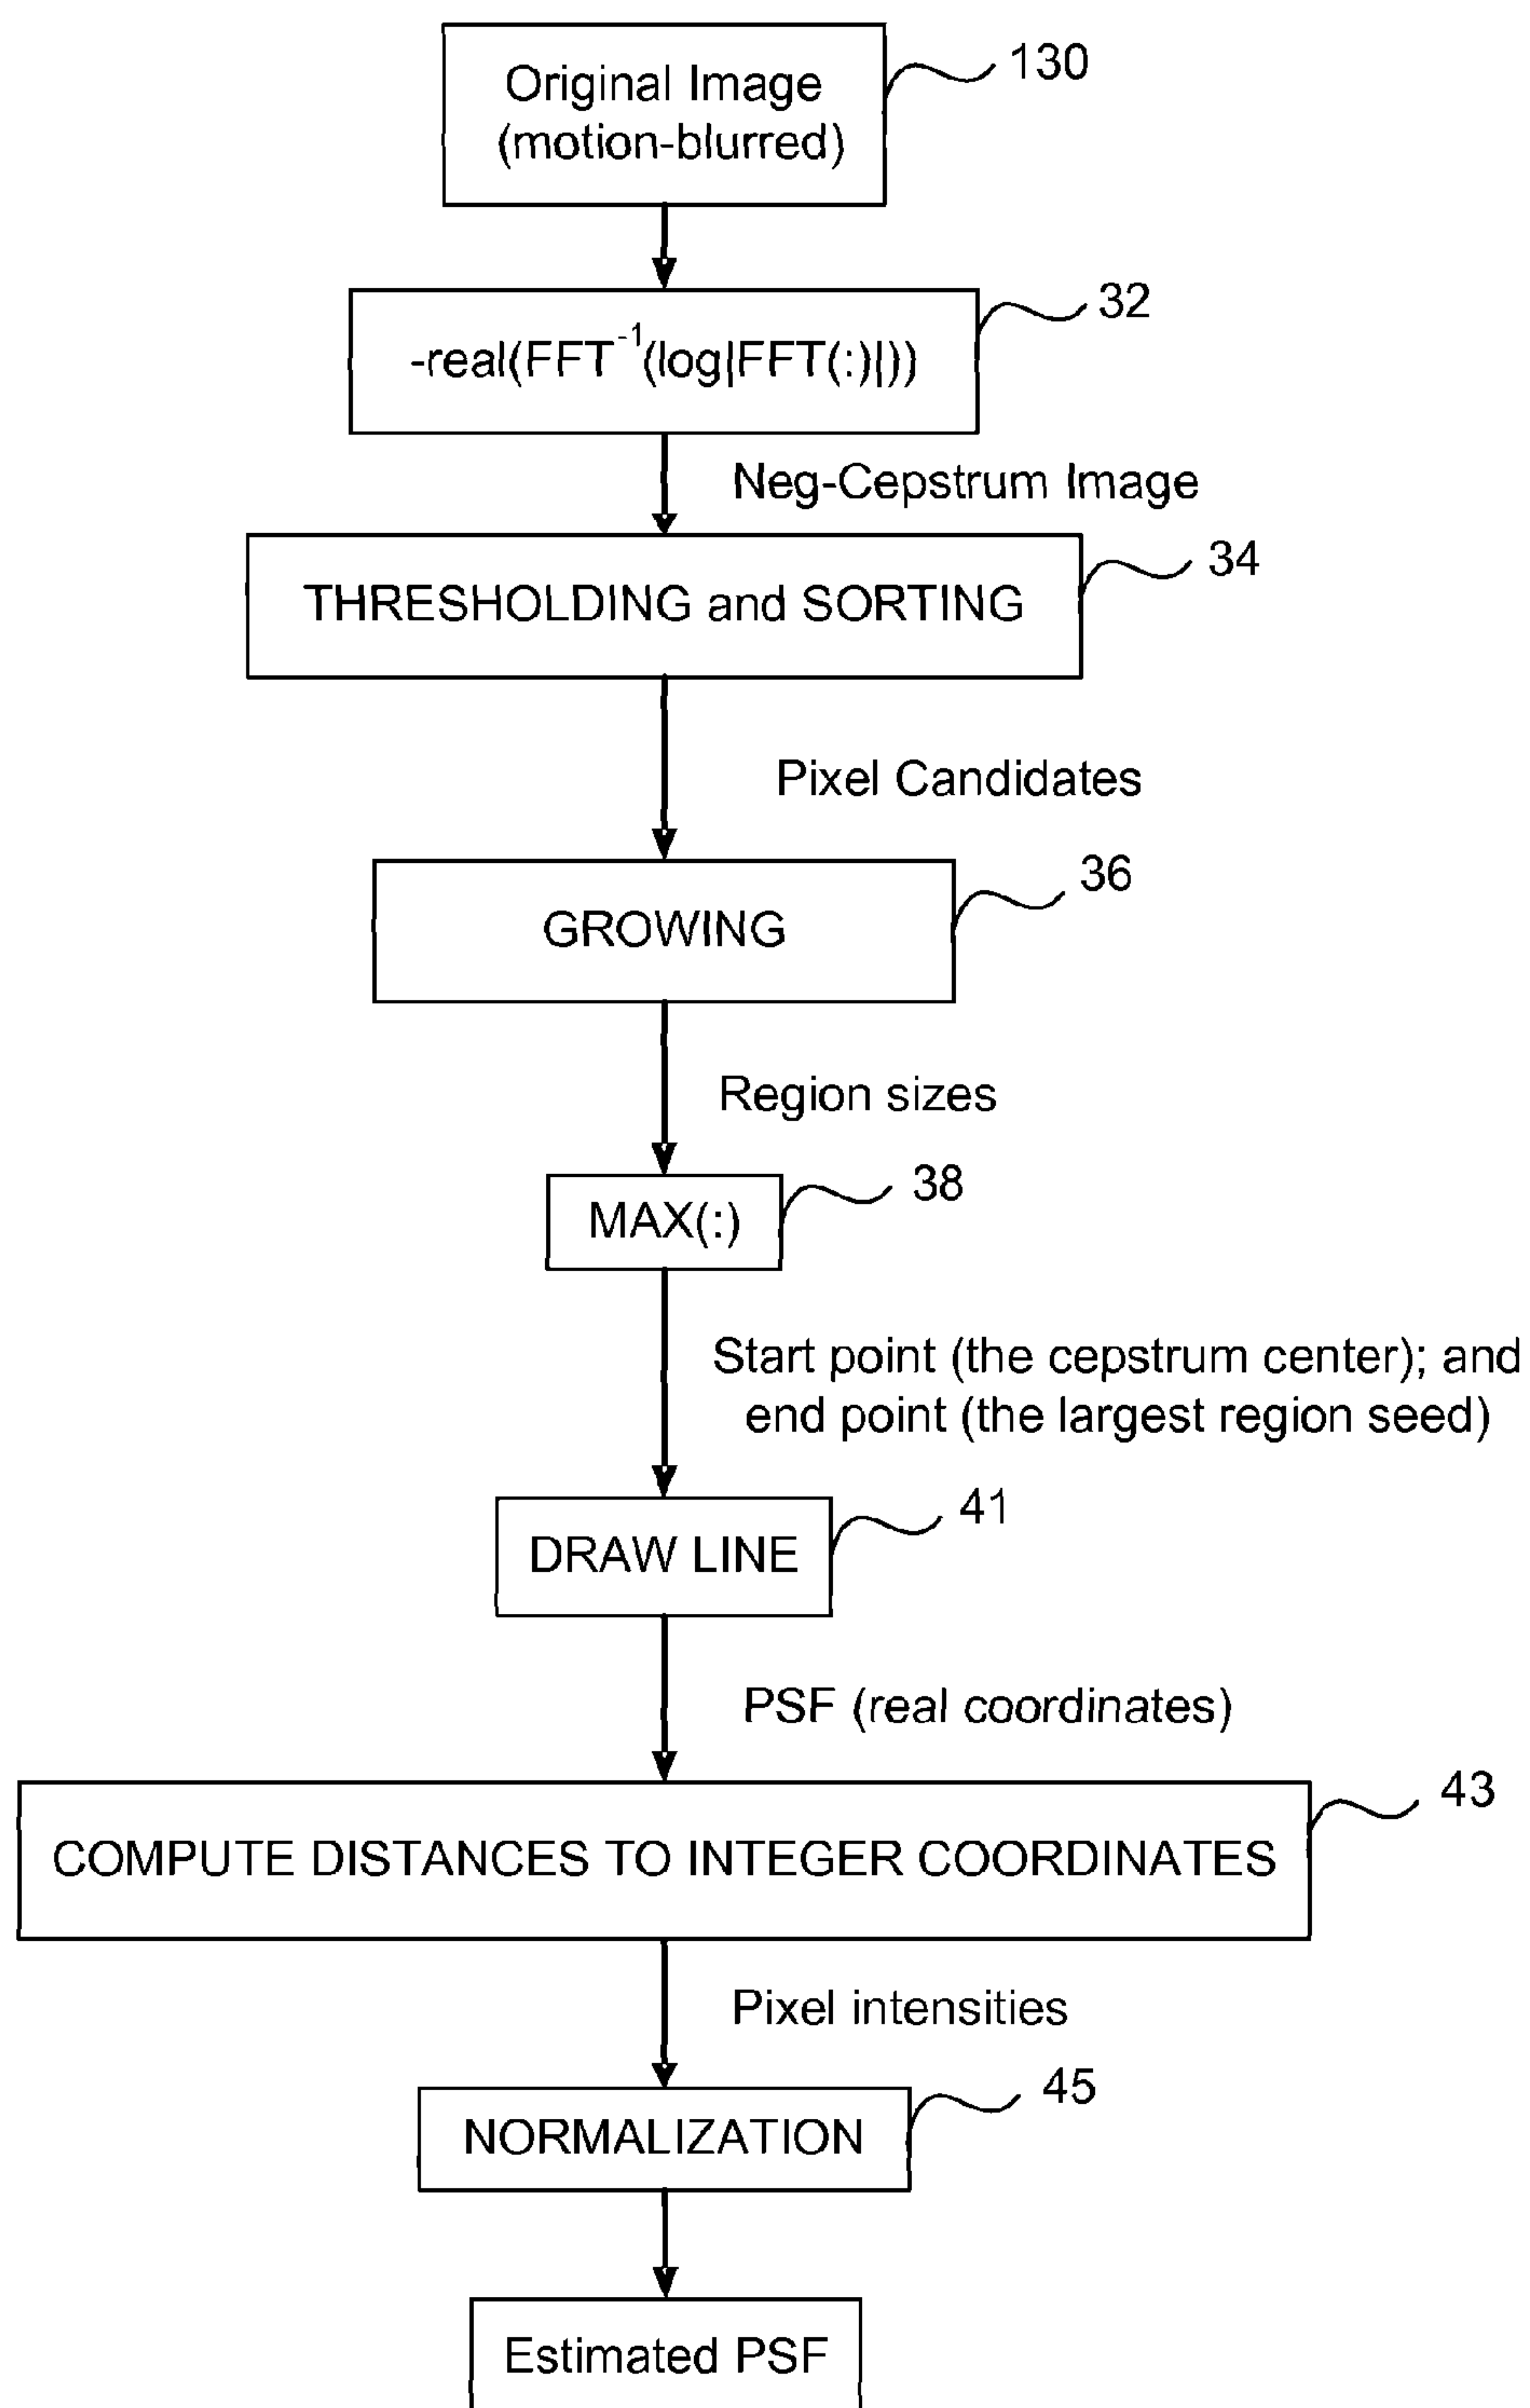 Original Image
(motion-blurred)
130
-real(FFT⁻¹(log|FFT(:)|))
32
Neg-Cepstrum Image
THRESHOLDING and SORTING
34
Pixel Candidates
GROWING
36
Region sizes
MAX(:)
38
Start point (the cepstrum center); and
end point (the largest region seed)
DRAW LINE
41
PSF (real coordinates)
COMPUTE DISTANCES TO INTEGER COORDINATES
43
Pixel intensities
NORMALIZATION
45
Estimated PSF